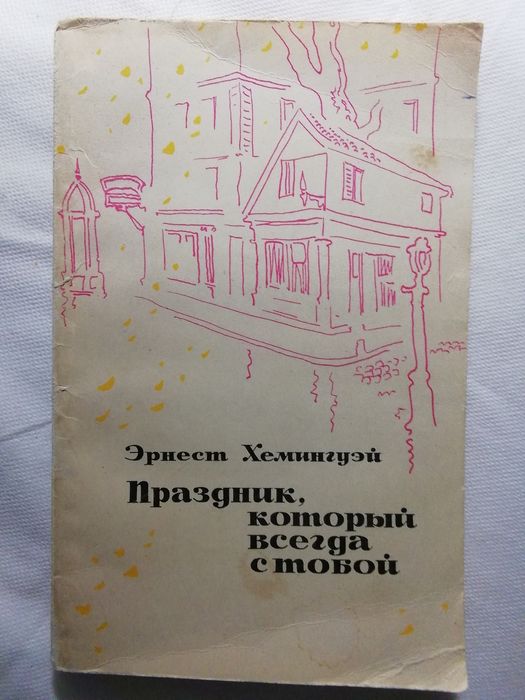 Эрнест Хемингуэй
Праздник,
который
всегда
с тобой